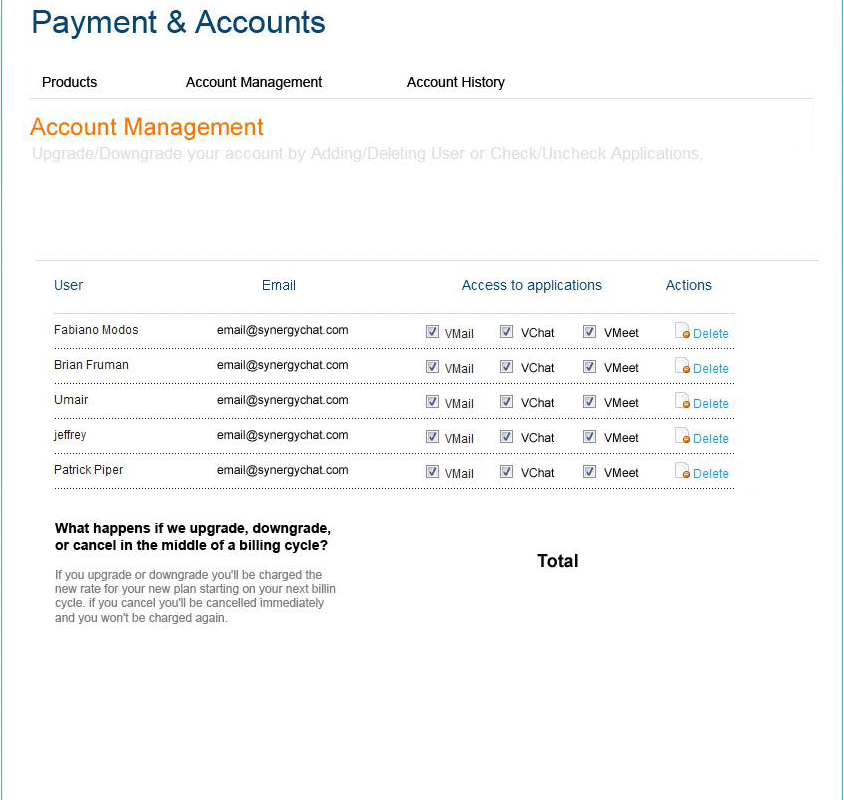 Payment & Accounts
Products Account Management Account History
Account Management
Upgrade/Downgrade your account by Adding/Deleting User or Check/Uncheck Applications,
User Email Access to applications Actions
Fabiano Modos email@synergychat.com VMail VChat VMeet Delete
Brian Fruman email@synergychat.com VMail VChat VMeet Delete
Umair email@synergychat.com VMail VChat VMeet Delete
jeffrey email@synergychat.com VMail VChat VMeet Delete
Patrick Piper email@synergychat.com VMail VChat VMeet Delete
What happens if we upgrade, downgrade,
or cancel in the middle of a billing cycle?
Total
If you upgrade or downgrade you'll be charged the
new rate for your new plan starting on your next billin
cycle. if you cancel you'll be cancelled immediately
and you won't be charged again.